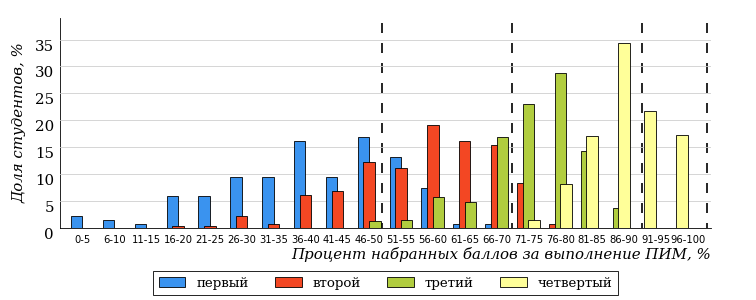 Доля студентов, %
35
30
25
20
15
10
5
0
0-5 6-10 11-15 16-20 21-25 26-30 31-35 36-40 41-45 46-50 51-55 56-60 61-65 66-70 71-75 76-80 81-85 86-90 91-95 96-100
Процент набранных баллов за выполнение ПИМ, %
первый второй третий четвертый